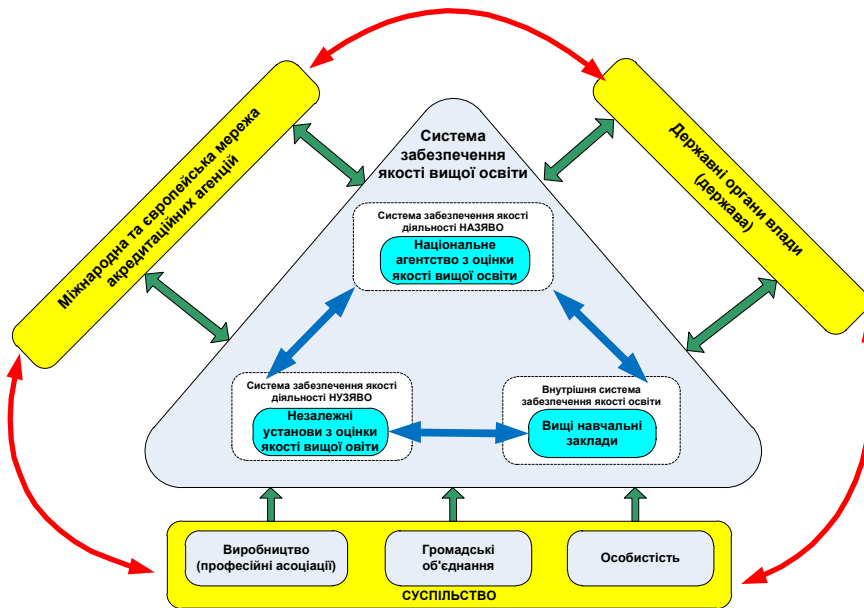 Міжнародна та європейська мережа
акредитаційних агенцій
Державні органи влади
(держава)
Система
забезпечення
якості вищої освіти
Система забезпечення якості
діяльності НАЗЯВО
Національне
агентство з оцінки
якості вищої освіти
Система забезпечення якості
діяльності НУЗЯВО
Незалежні
установи з оцінки
якості вищої овіти
Внутрішня система
забезпечення якості освіти
Вищі навчальні
заклади
Виробництво
(професійні асоціації)
Громадські
об'єднання
Особистість
СУСПІЛЬСТВО